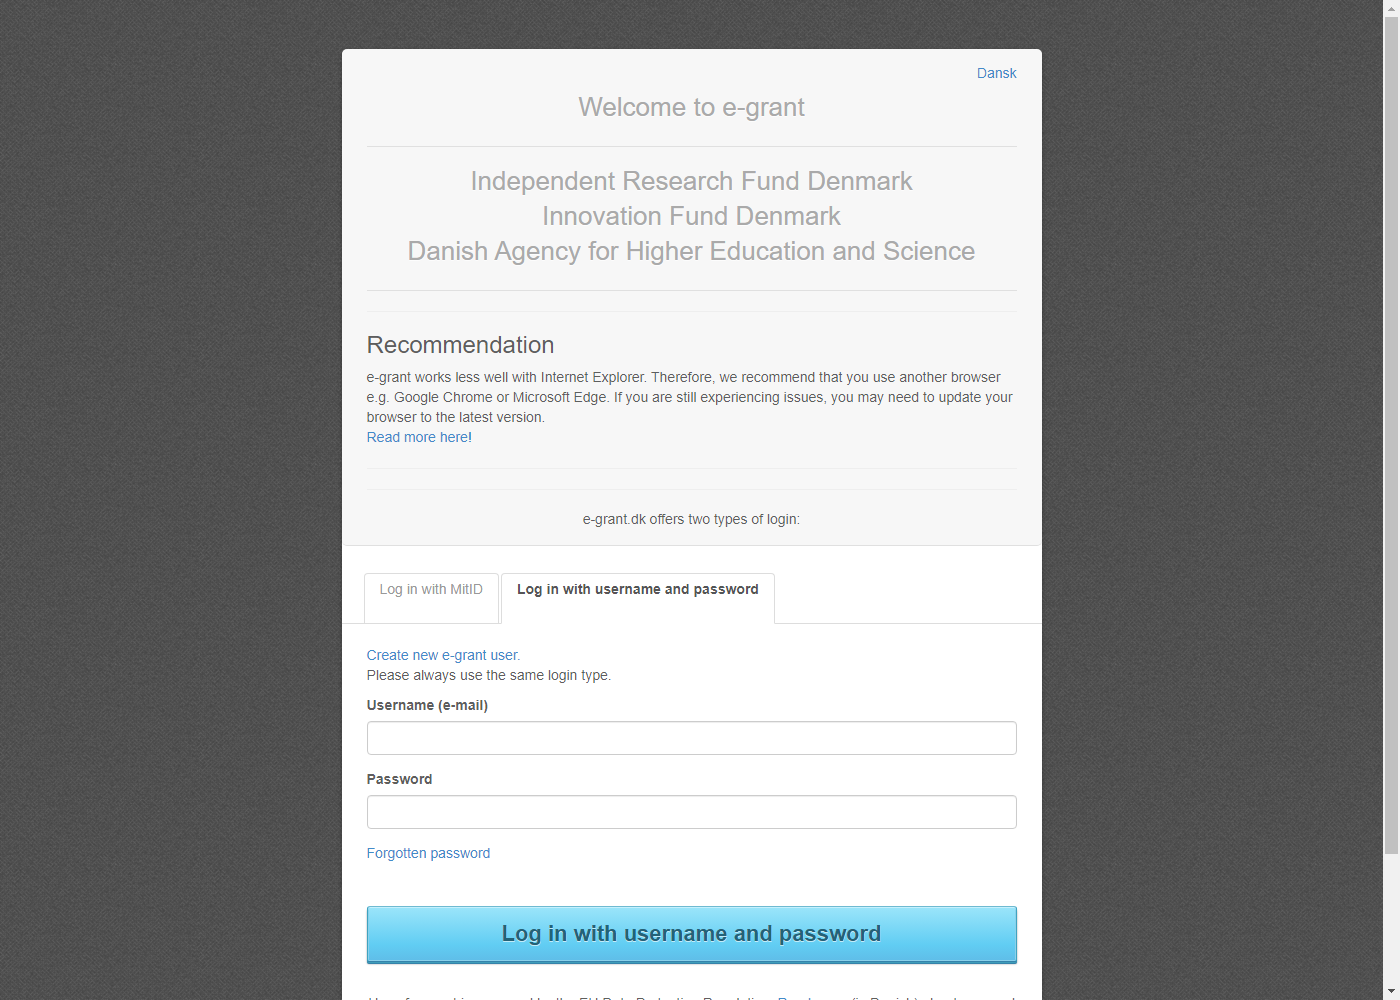 Dansk
Welcome to e-grant
Independent Research Fund Denmark
Innovation Fund Denmark
Danish Agency for Higher Education and Science
Recommendation
e-grant works less well with Internet Explorer. Therefore, we recommend that you use another browser
e.g. Google Chrome or Microsoft Edge. If you are still experiencing issues, you may need to update your
browser to the latest version.
Read more here!
e-grant.dk offers two types of login:
Log in with MitID
Log in with username and password
Create new e-grant user.
Please always use the same login type.
Username (e-mail)
Password
Forgotten password
Log in with username and password